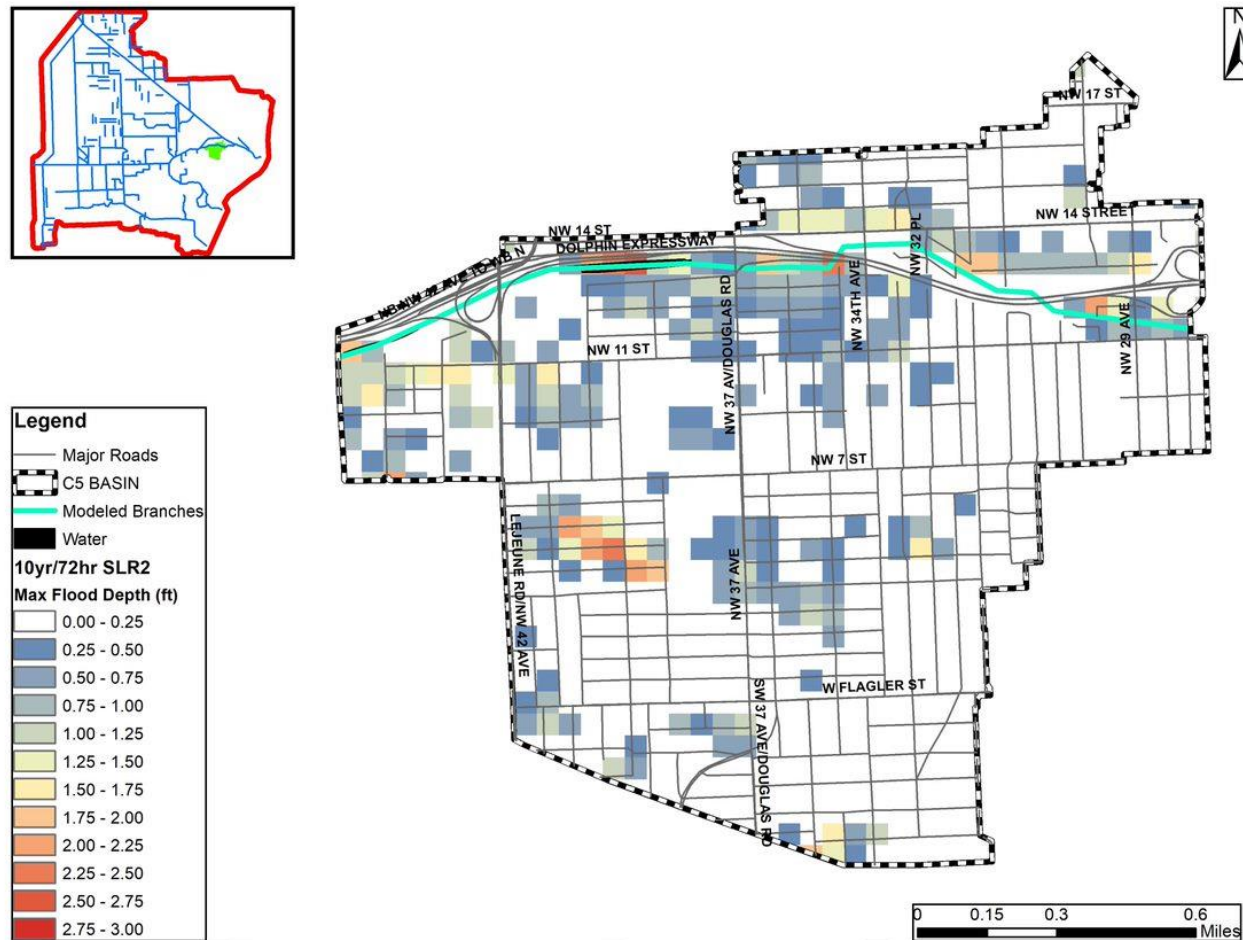 N
NW 17 ST
NW 14 STREET
NW 14 ST
DOLPHIN EXPRESSWAY
NW 32 PL
NW 34TH AVE
NW 37 AV/DOUGLAS RD
NW 29 AVE
NW 11 ST
NW 7 ST
LEJEUNE RD/NW 42 AVE
NW 37 AVE
W FLAGLER ST
SW 37 AVE/DOUGLAS RD
Legend
Major Roads
C5 BASIN
Modeled Branches
Water
10yr/72hr SLR2
Max Flood Depth (ft)
0.00 - 0.25
0.25 - 0.50
0.50 - 0.75
0.75 - 1.00
1.00 - 1.25
1.25 - 1.50
1.50 - 1.75
1.75 - 2.00
2.00 - 2.25
2.25 - 2.50
2.50 - 2.75
2.75 - 3.00
0 0.15 0.3 0.6
Miles